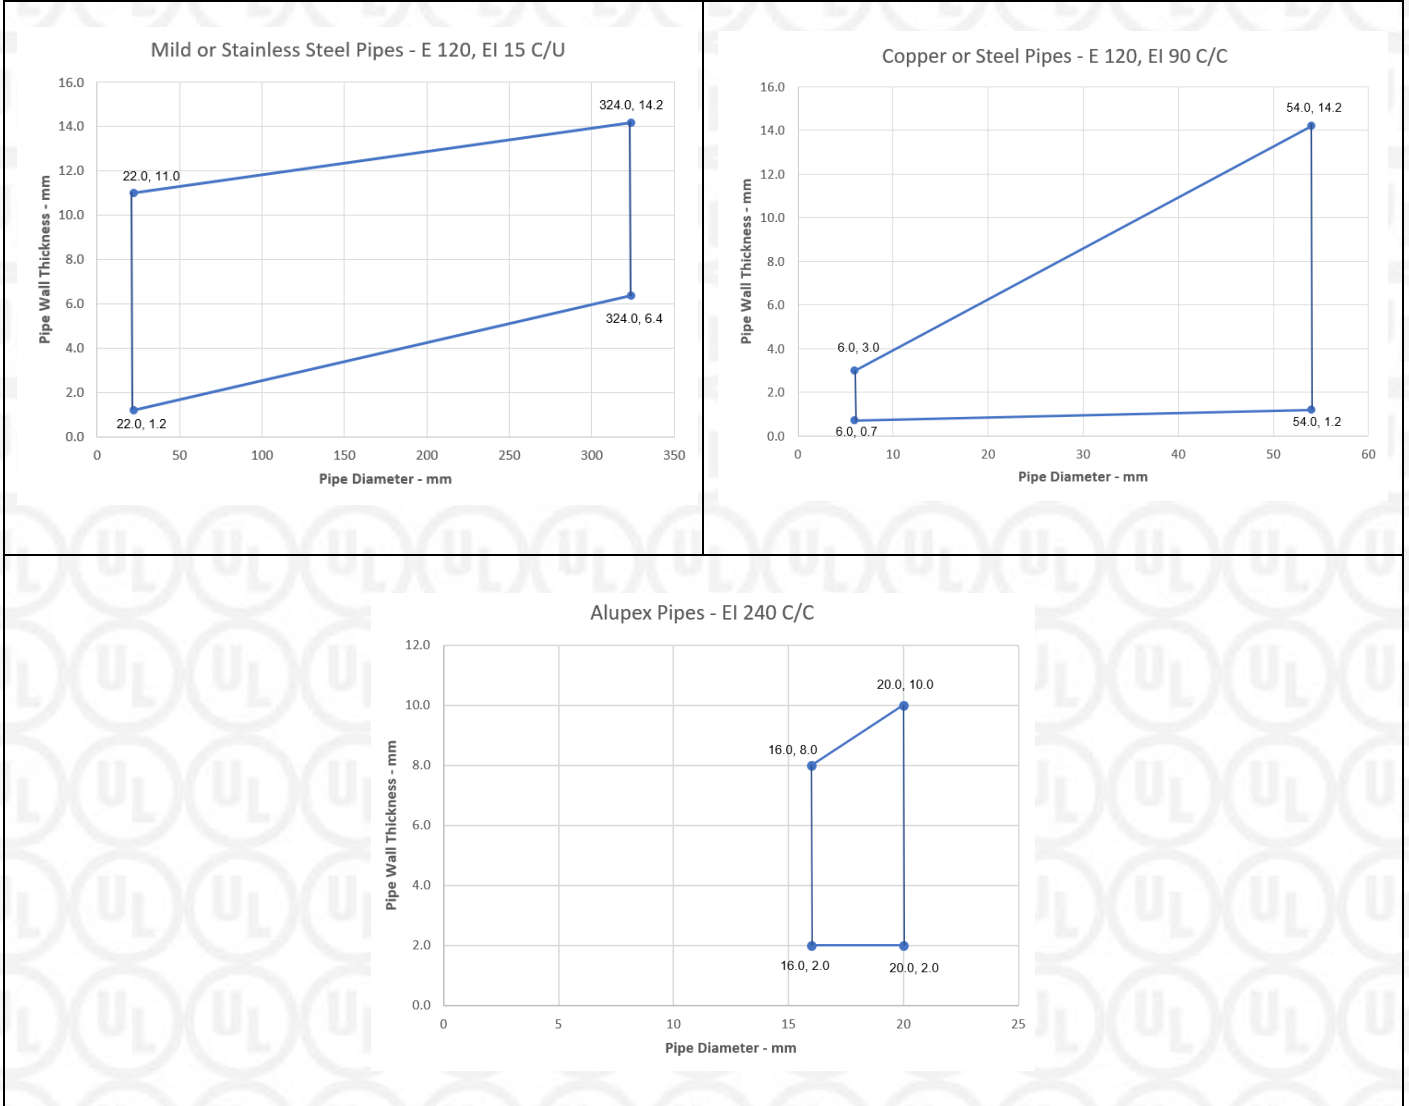 Mild or Stainless Steel Pipes - E 120, EI 15 C/U
16.0
14.0
12.0
10.0
8.0
6.0
4.0
2.0
0.0
Pipe Wall Thickness - mm
324.0, 14.2
22.0, 11.0
324.0, 6.4
22.0, 1.2
0 50 100 150 200 250 300 350
Pipe Diameter - mm
Copper or Steel Pipes - E 120, EI 90 C/C
16.0
14.0
12.0
10.0
8.0
6.0
4.0
2.0
0.0
Pipe Wall Thickness - mm
54.0, 14.2
6.0, 3.0
54.0, 1.2
6.0, 0.7
0 10 20 30 40 50 60
Pipe Diameter - mm
Alupex Pipes - EI 240 C/C
12.0
10.0
8.0
6.0
4.0
2.0
0.0
Pipe Wall Thickness - mm
20.0, 10.0
16.0, 8.0
16.0, 2.0
20.0, 2.0
0 5 10 15 20 25
Pipe Diameter - mm
UL